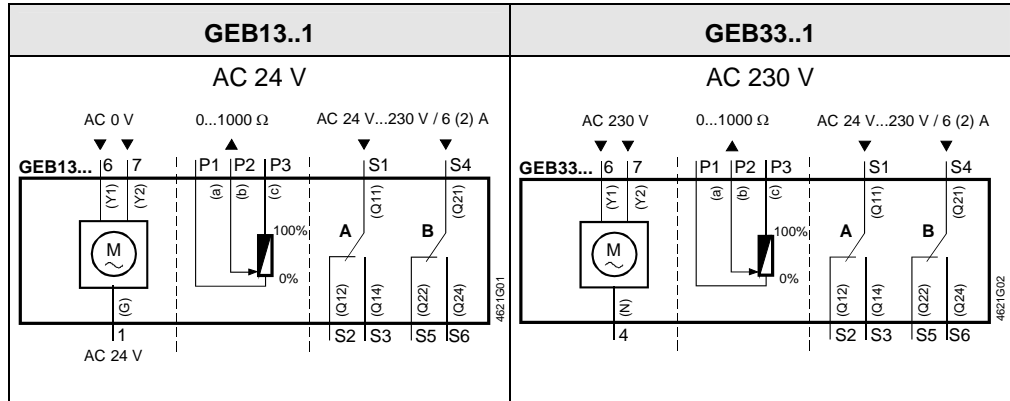 GEB13..1
AC 24 V
AC 0 V 0...1000 Ω AC 24 V...230 V / 6 (2) A
GEB13... 6 7 P1 P2 P3 S1 S4
(Y1) (Y2) (a) (b) (c) (Q11) (Q21)
100%
A B
M
0%
(G) (Q12) (Q14) (Q22) (Q24)
1 S2 S3 S5 S6
AC 24 V
4621G01
GEB33..1
AC 230 V
AC 230 V 0...1000 Ω AC 24 V...230 V / 6 (2) A
GEB33... 6 7 P1 P2 P3 S1 S4
(Y1) (Y2) (a) (b) (c) (Q11) (Q21)
100%
A B
M
0%
(N) (Q12) (Q14) (Q22) (Q24)
4 S2 S3 S5 S6
4621G02